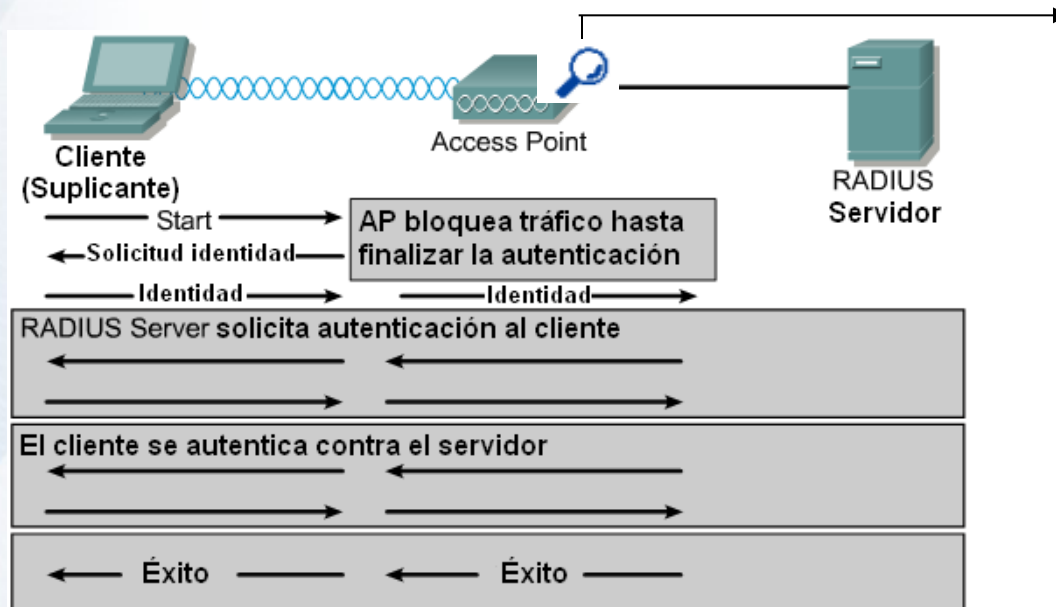 Access Point
Cliente
(Suplicante)
RADIUS
Servidor
Start
AP bloquea tráfico hasta
finalizar la autenticación
Solicitud identidad
Identidad
Identidad
RADIUS Server solicita autenticación al cliente
El cliente se autentica contra el servidor
Éxito
Éxito